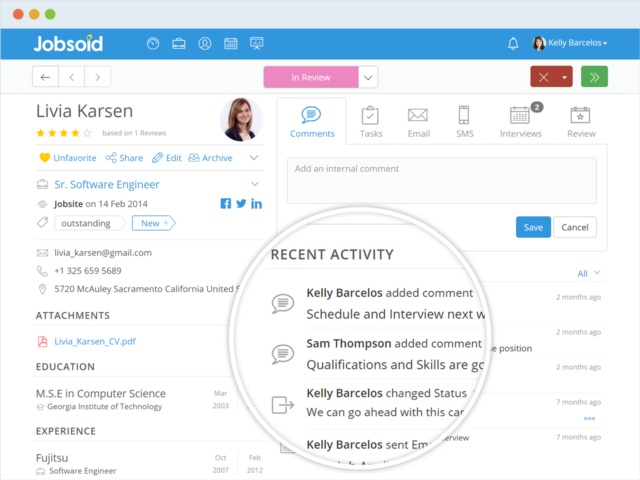 Jobsoid
Kelly Barcelos
In Review
Livia Karsen
based on 1 Reviews
Unfavorite Share Edit Archive
Sr. Software Engineer
Jobsite on 14 Feb 2014
outstanding New +
livia_karsen@gmail.com
+1 325 659 5689
5720 McAuley Sacramento California United S
ATTACHMENTS
Livia_Karsen_CV.pdf
EDUCATION
M.S.E in Computer Science Mar
Georgia Institute of Technology 2003
EXPERIENCE
Fujitsu Oct Feb
Software Engineer 2007 2012
Comments Tasks Email SMS Interviews 2 Review
Add an internal comment
Save Cancel
RECENT ACTIVITY
All
Kelly Barcelos added comment 2 months ago
Schedule and Interview next w
Sam Thompson added comment 2 months ago
Qualifications and Skills are go
position
2 months ago
Kelly Barcelos changed Status 7 months ago
We can go ahead with this can
Kelly Barcelos sent Ema 7 months ago